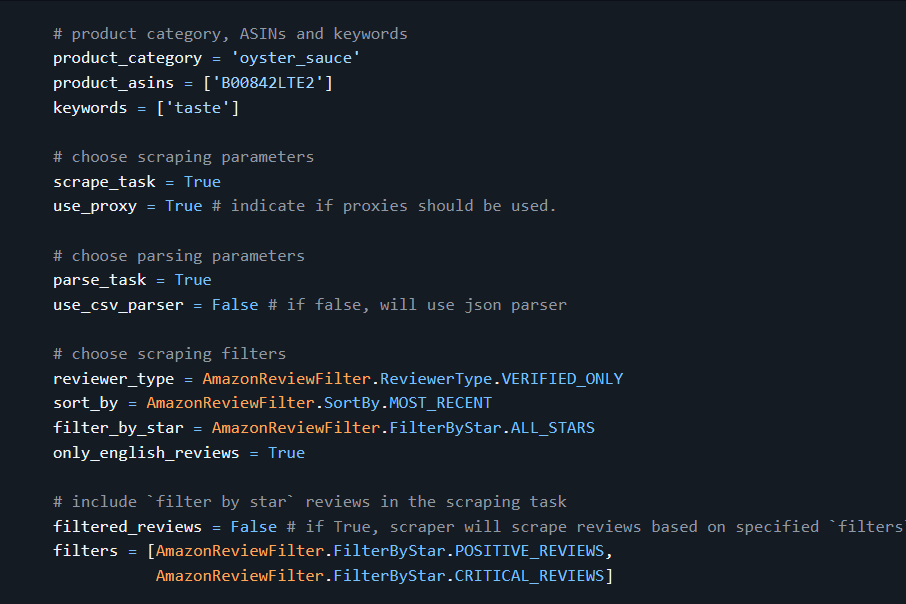 # product category, ASINs and keywords
product_category = 'oyster_sauce'
product_asins = ['B00842LTE2']
keywords = ['taste']
# choose scraping parameters
scrape_task = True
use_proxy = True # indicate if proxies should be used.
# choose parsing parameters
parse_task = True
use_csv_parser = False # if false, will use json parser
# choose scraping filters
reviewer_type = AmazonReviewFilter.ReviewerType.VERIFIED_ONLY
sort_by = AmazonReviewFilter.SortBy.MOST_RECENT
filter_by_star = AmazonReviewFilter.FilterByStar.ALL_STARS
only_english_reviews = True
# include `filter by star` reviews in the scraping task
filtered_reviews = False # if True, scraper will scrape reviews based on specified `filters`
filters = [AmazonReviewFilter.FilterByStar.POSITIVE_REVIEWS,
AmazonReviewFilter.FilterByStar.CRITICAL_REVIEWS]